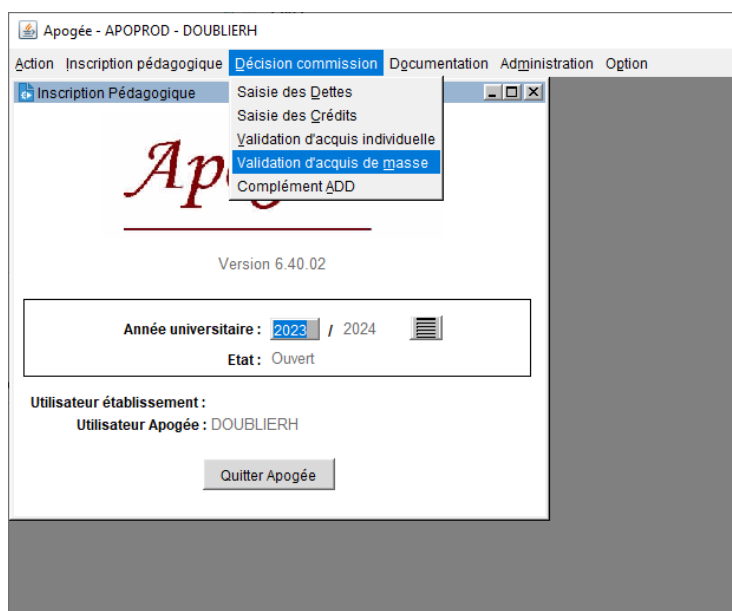 Apogée - APOPROD - DOUBLIERH
Action Inscription pédagogique Décision commission Documentation Administration Option
Inscription Pédagogique
Saisie des Dettes
Saisie des Crédits
Validation d'acquis individuelle
Validation d'acquis de masse
Complément ADD
Ap
Version 6.40.02
Année universitaire : 2023 / 2024
Etat : Ouvert
Utilisateur établissement :
Utilisateur Apogée : DOUBLIERH
Quitter Apogée